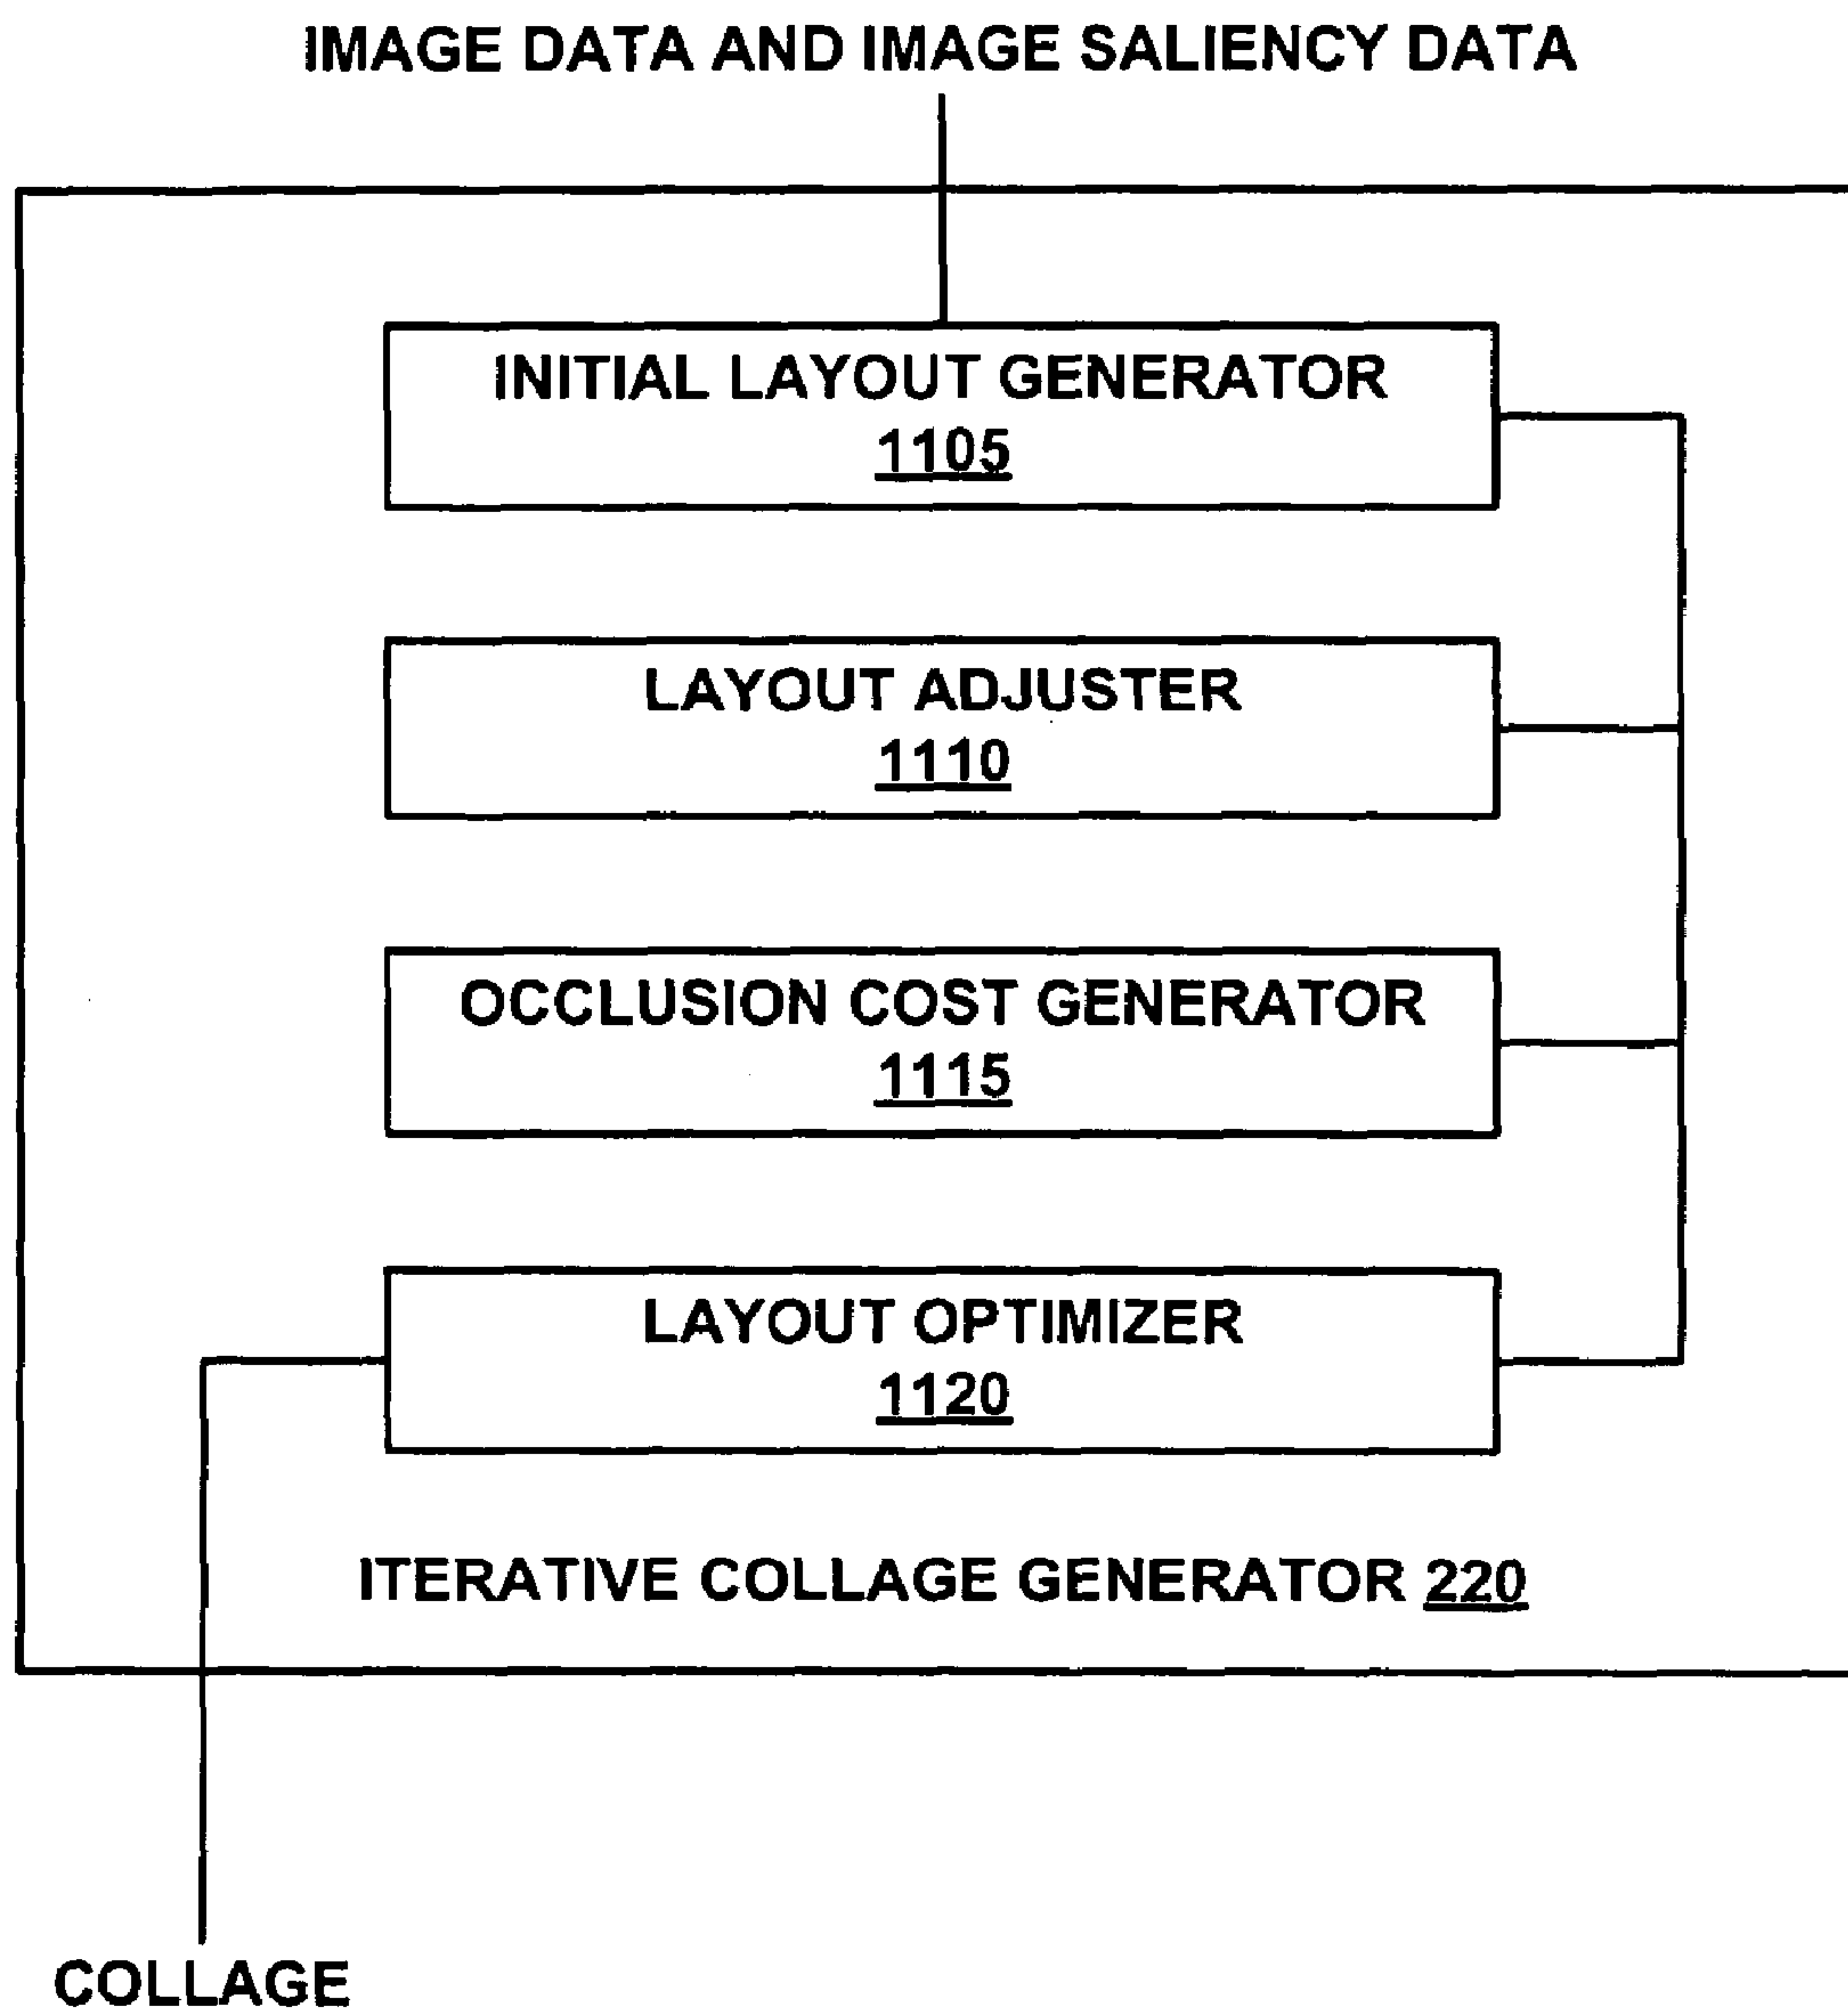 IMAGE DATA AND IMAGE SALIENCY DATA
INITIAL LAYOUT GENERATOR
1105
LAYOUT ADJUSTER
1110
OCCLUSION COST GENERATOR
1115
LAYOUT OPTIMIZER
1120
ITERATIVE COLLAGE GENERATOR 220
COLLAGE